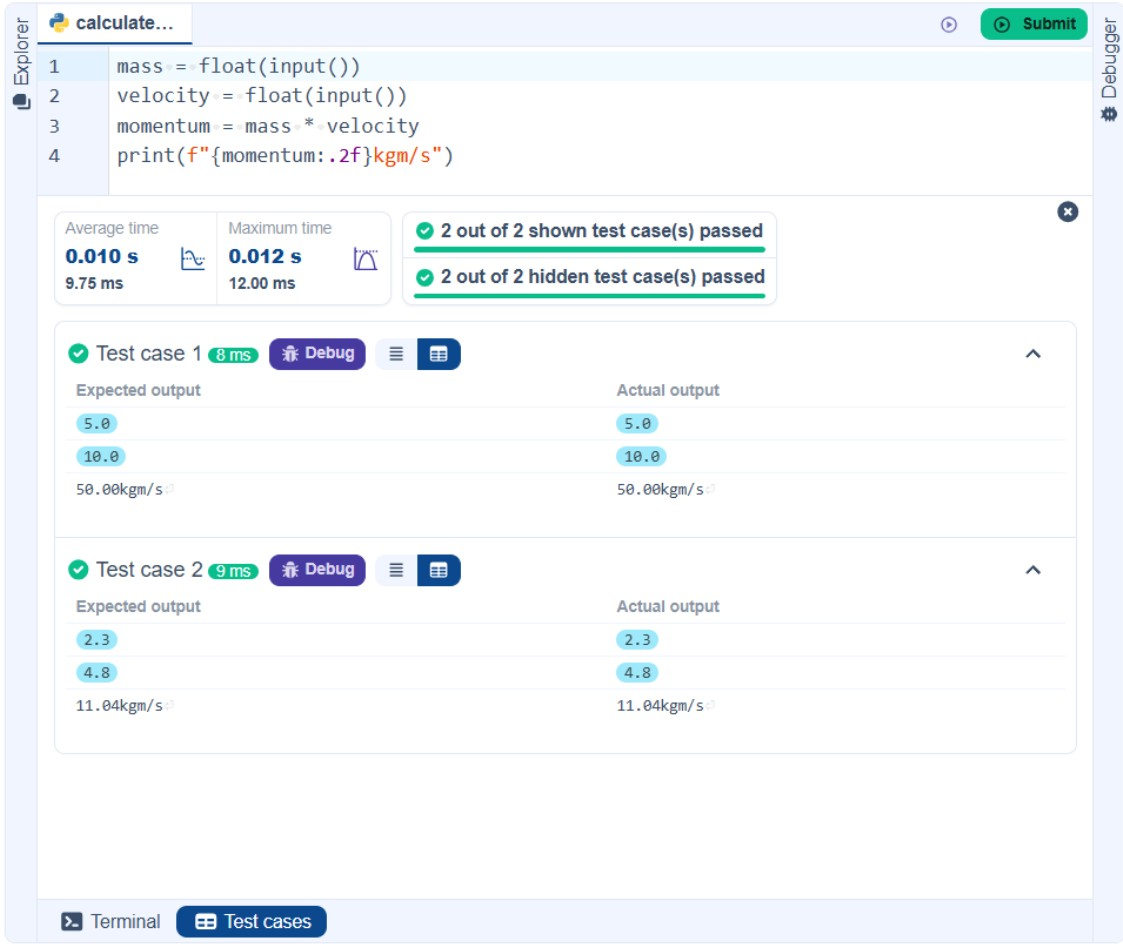 Explorer
calculate...
Submit
Debugger
1 mass = float(input())
2 velocity = float(input())
3 momentum = mass * velocity
4 print(f"{momentum:.2f}kgm/s")
Average time
0.010 s
9.75 ms
Maximum time
0.012 s
12.00 ms
2 out of 2 shown test case(s) passed
2 out of 2 hidden test case(s) passed
Test case 1 8 ms Debug
Expected output Actual output
5.0 5.0
10.0 10.0
50.00kgm/s 50.00kgm/s
Test case 2 9 ms Debug
Expected output Actual output
2.3 2.3
4.8 4.8
11.04kgm/s 11.04kgm/s
Terminal Test cases